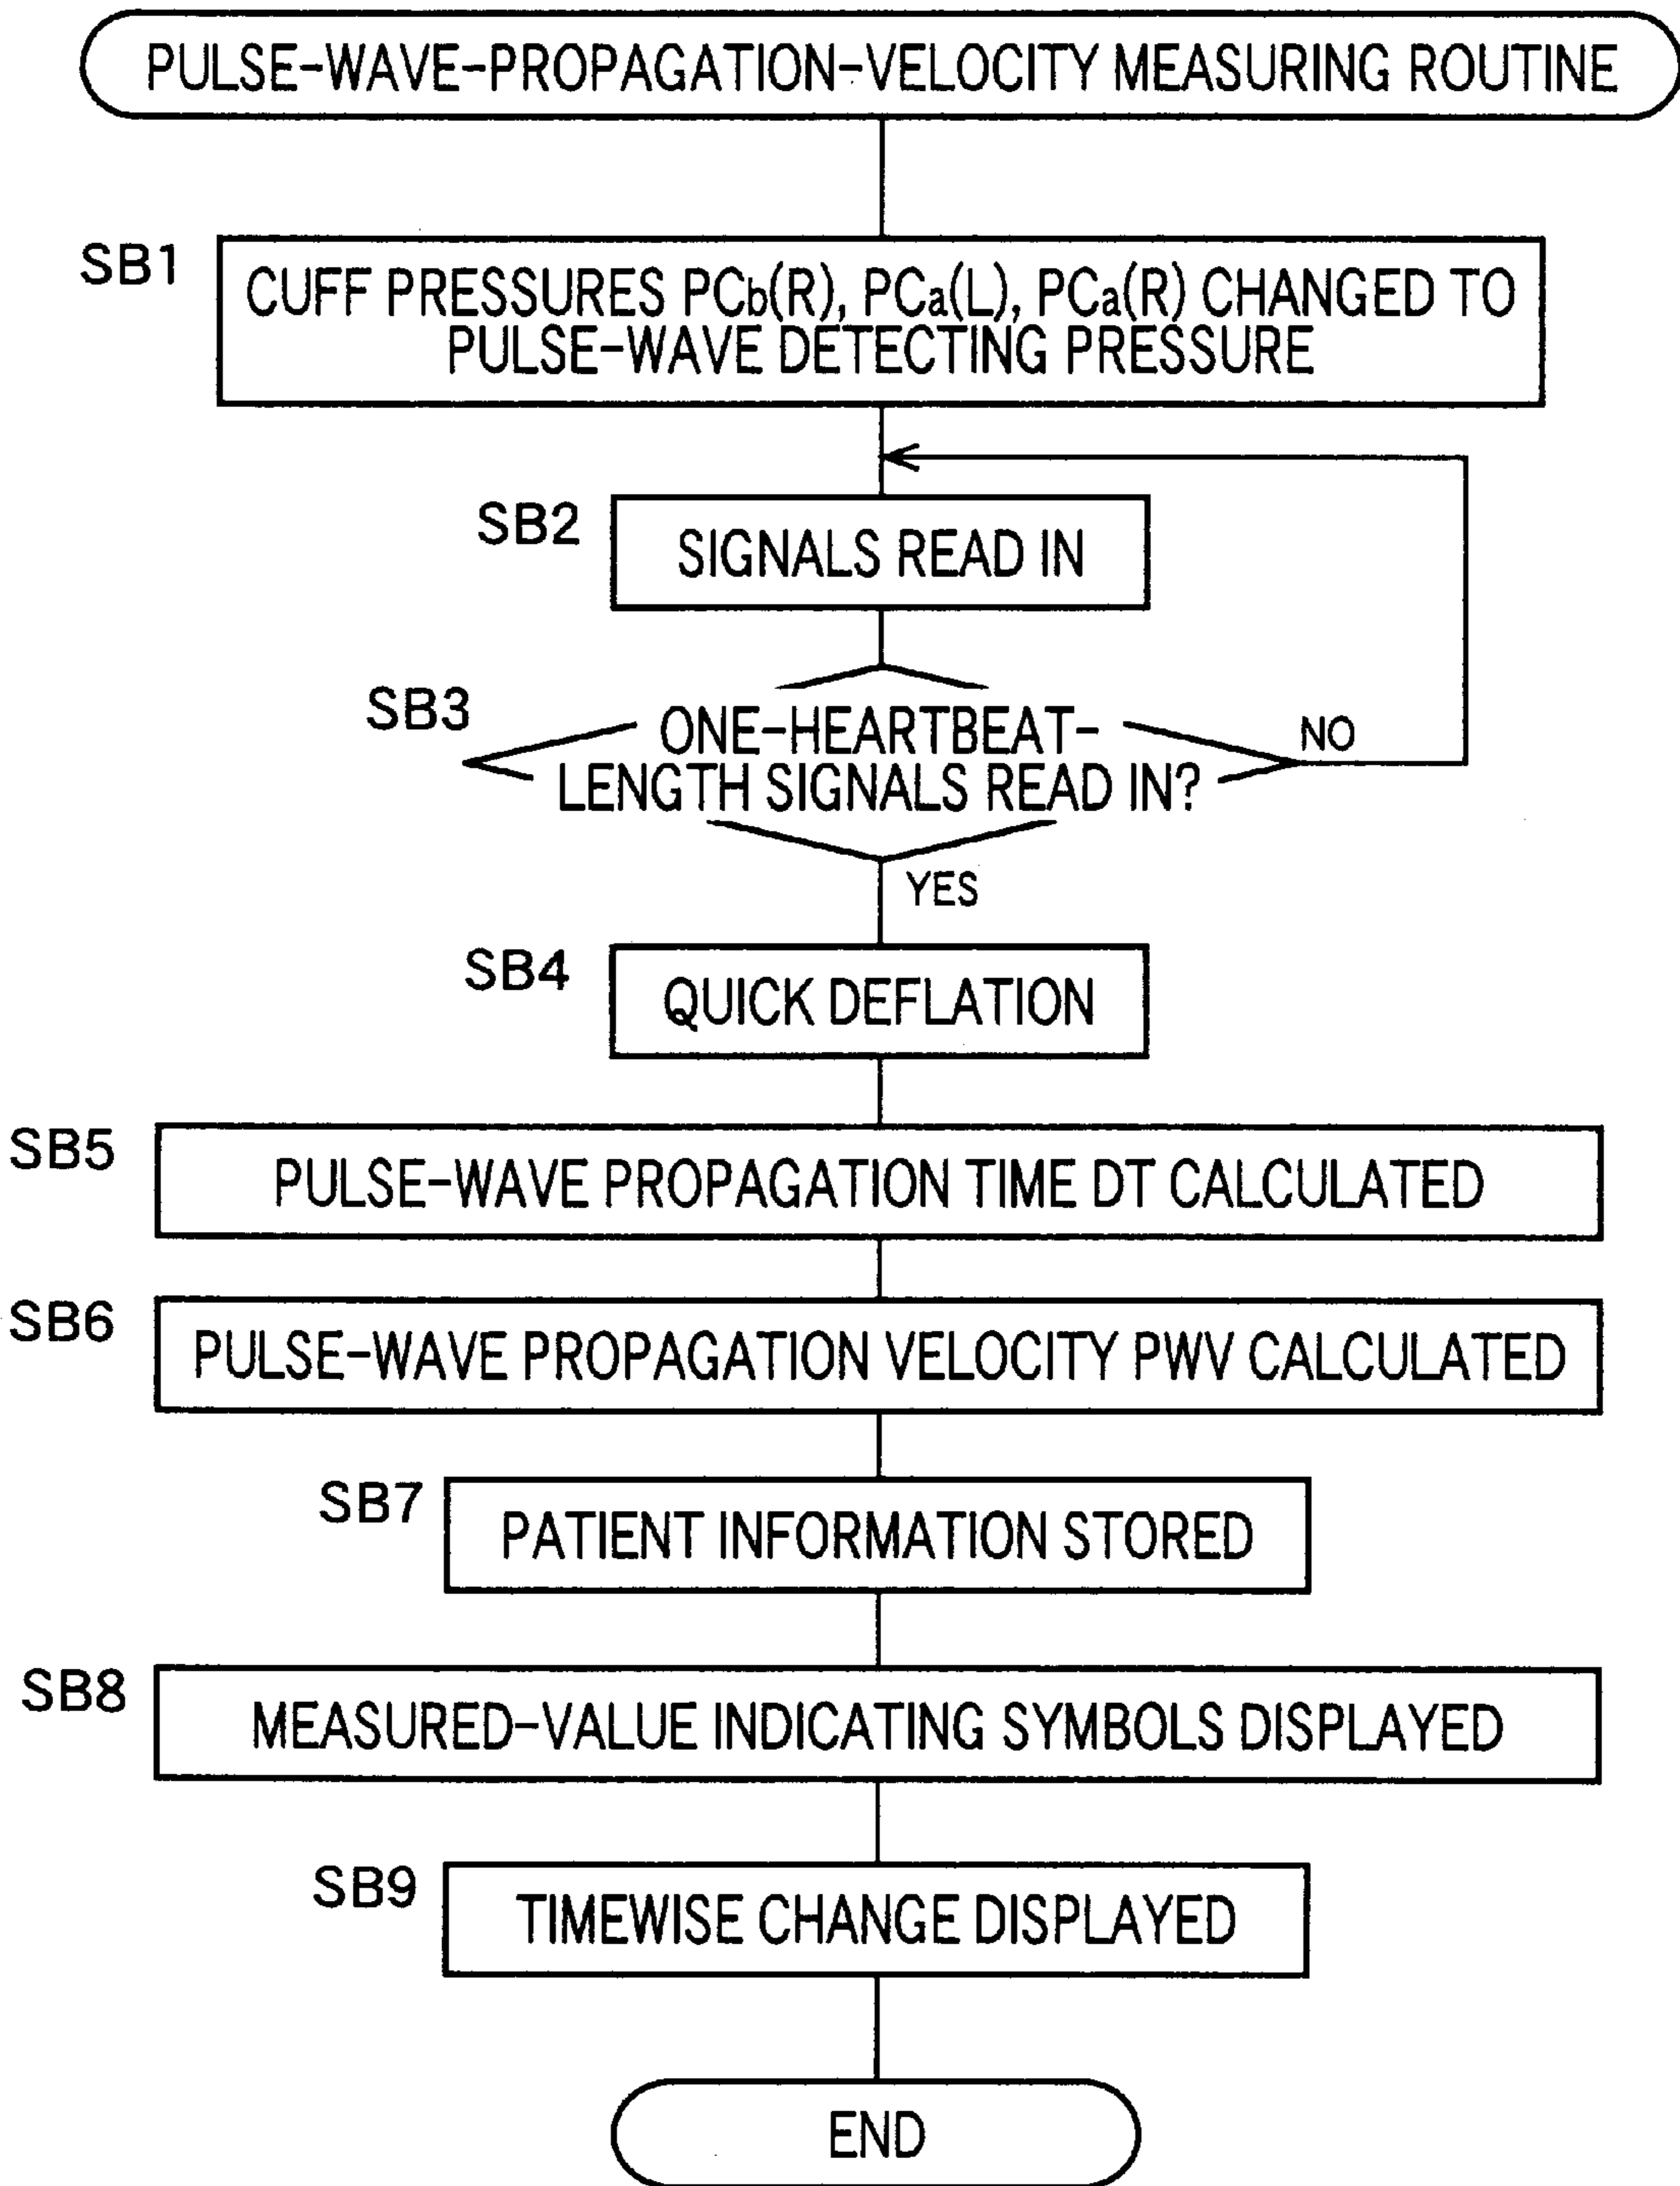 PULSE-WAVE-PROPAGATION-VELOCITY MEASURING ROUTINE
SB1
CUFF PRESSURES PCb(R), PCa(L), PCa(R) CHANGED TO
PULSE-WAVE DETECTING PRESSURE
SB2
SIGNALS READ IN
SB3
ONE-HEARTBEAT-
LENGTH SIGNALS READ IN?
NO
YES
SB4
QUICK DEFLATION
SB5
PULSE-WAVE PROPAGATION TIME DT CALCULATED
SB6
PULSE-WAVE PROPAGATION VELOCITY PWV CALCULATED
SB7
PATIENT INFORMATION STORED
SB8
MEASURED-VALUE INDICATING SYMBOLS DISPLAYED
SB9
TIMEWISE CHANGE DISPLAYED
END